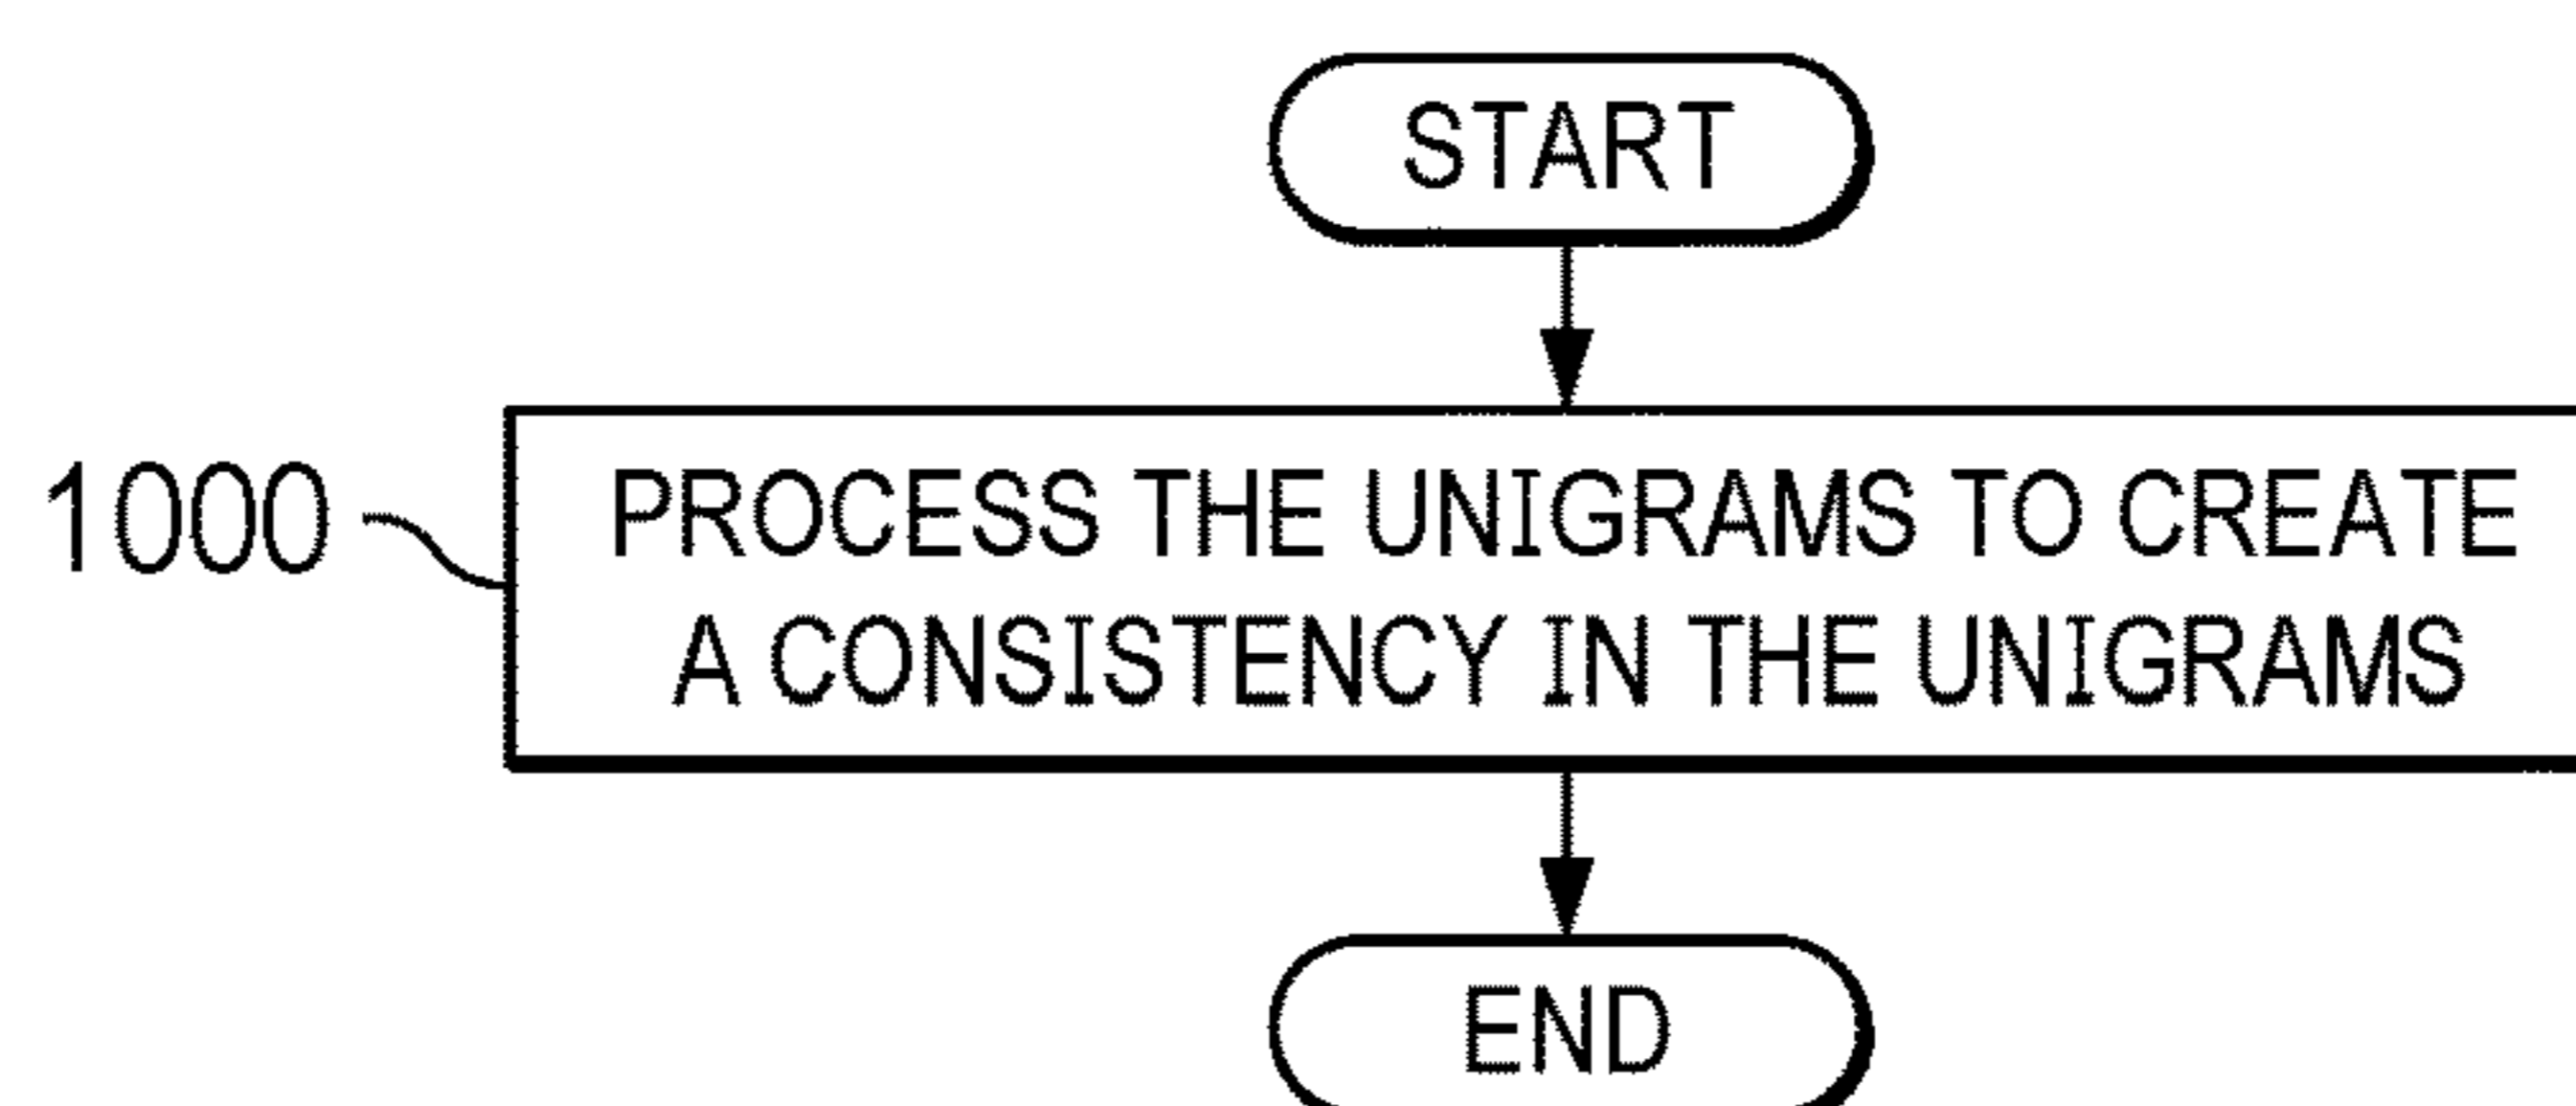 START
1000
PROCESS THE UNIGRAMS TO CREATE
A CONSISTENCY IN THE UNIGRAMS
END